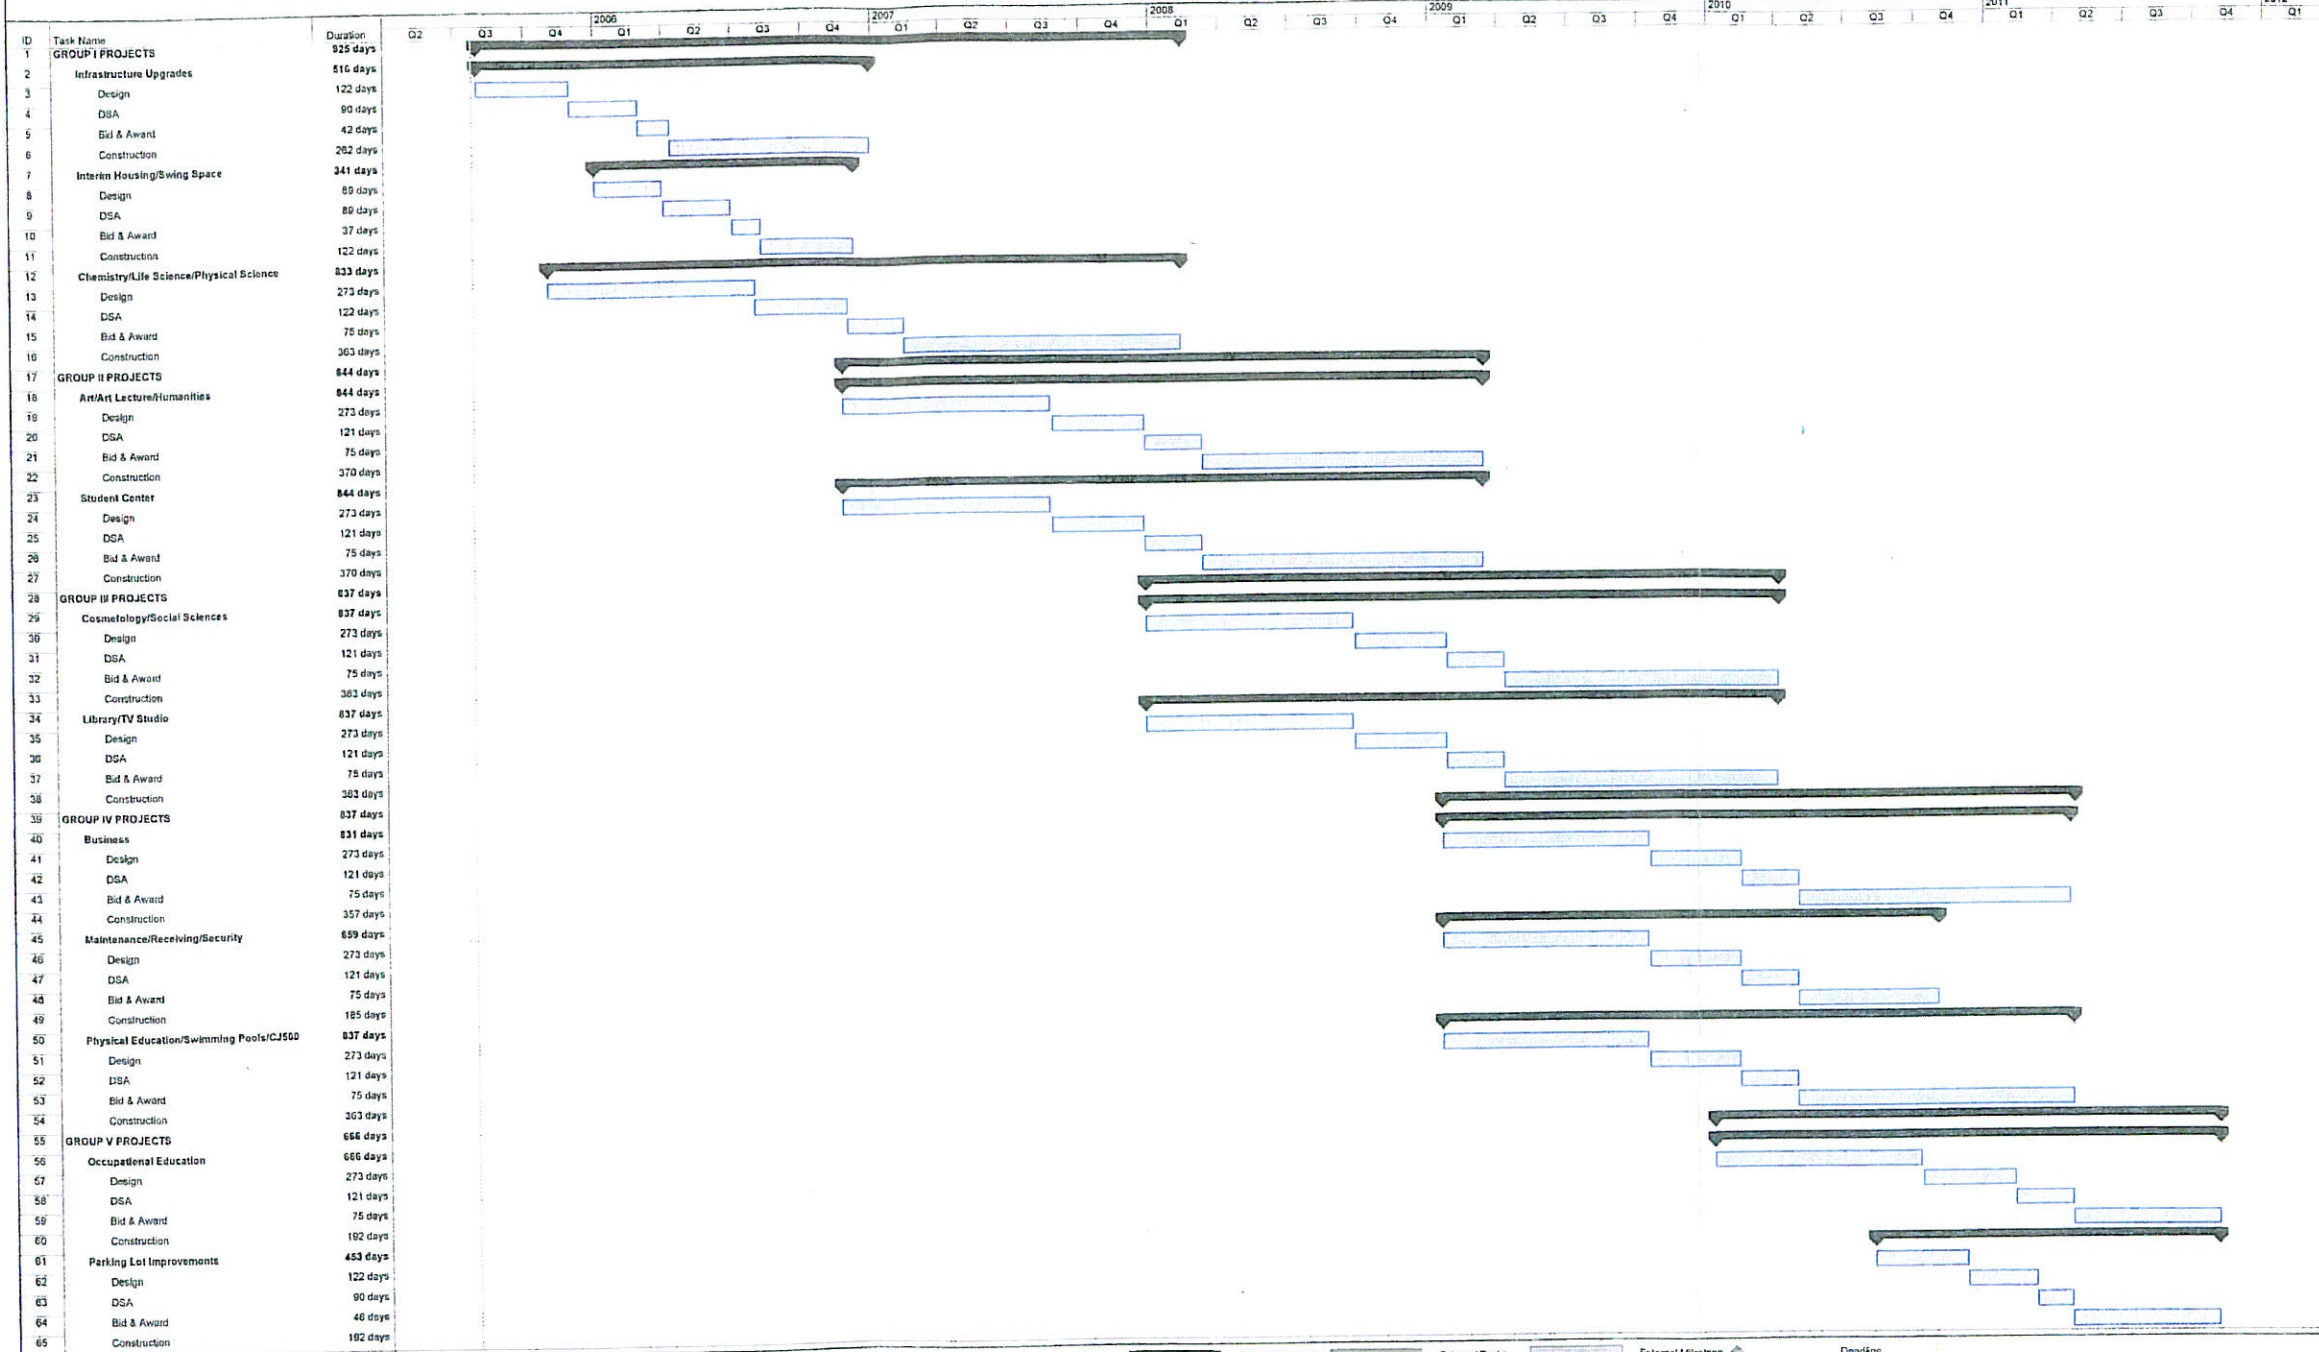 2006 2007 2008 2009 2010 2011 2012
ID Task Name Duration Q2 Q3 Q4 Q1 Q2 Q3 Q4 Q1 Q2 Q3 Q4 Q1 Q2 Q3 Q4 Q1 Q2 Q3 Q4 Q1 Q2 Q3 Q4 Q1 Q2 Q3 Q4 Q1
1 GROUP I PROJECTS 925 days
2 Infrastructure Upgrades 516 days
3 Design 122 days
4 DSA 90 days
5 Bid & Award 42 days
6 Construction 262 days
7 Interim Housing/Swing Space 341 days
8 Design 89 days
9 DSA 89 days
10 Bid & Award 37 days
11 Construction 122 days
12 Chemistry/Life Science/Physical Science 833 days
13 Design 273 days
14 DSA 122 days
15 Bid & Award 75 days
16 Construction 363 days
17 GROUP II PROJECTS 844 days
18 Art/Art Lecture/Humanities 844 days
19 Design 273 days
20 DSA 121 days
21 Bid & Award 75 days
22 Construction 370 days
23 Student Center 844 days
24 Design 273 days
25 DSA 121 days
26 Bid & Award 75 days
27 Construction 370 days
28 GROUP III PROJECTS 837 days
29 Cosmetology/Social Sciences 837 days
30 Design 273 days
31 DSA 121 days
32 Bid & Award 75 days
33 Construction 363 days
34 Library/TV Studio 837 days
35 Design 273 days
36 DSA 121 days
37 Bid & Award 75 days
38 Construction 363 days
39 GROUP IV PROJECTS 837 days
40 Business 831 days
41 Design 273 days
42 DSA 121 days
43 Bid & Award 75 days
44 Construction 357 days
45 Maintenance/Receiving/Security 659 days
46 Design 273 days
47 DSA 121 days
48 Bid & Award 75 days
49 Construction 185 days
50 Physical Education/Swimming Pools/CJ500 837 days
51 Design 273 days
52 DSA 121 days
53 Bid & Award 75 days
54 Construction 363 days
55 GROUP V PROJECTS 666 days
56 Occupational Education 666 days
57 Design 273 days
58 DSA 121 days
59 Bid & Award 75 days
60 Construction 192 days
61 Parking Lot Improvements 453 days
62 Design 122 days
63 DSA 90 days
64 Bid & Award 46 days
65 Construction 192 days
External Milestone Deadline